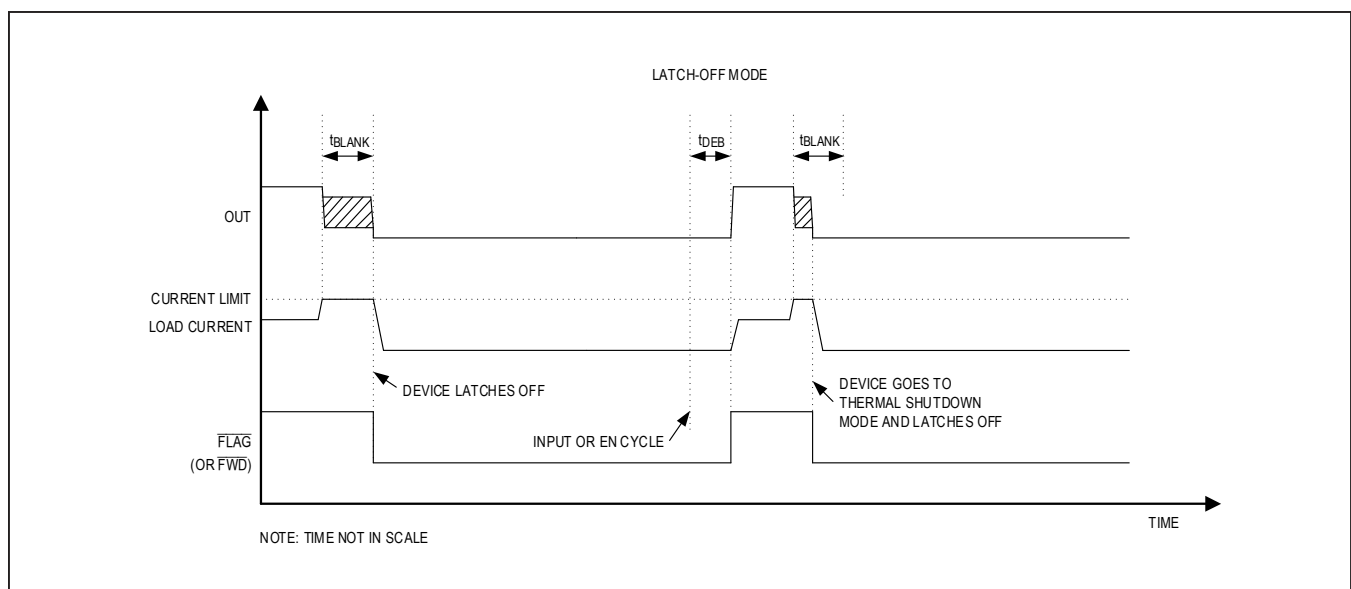 LATCH-OFF MODE
tBLANK
tDEB
tBLANK
OUT
CURRENT LIMIT
LOAD CURRENT
DEVICE LATCHES OFF
DEVICE GOES TO
THERMAL SHUTDOWN
MODE AND LATCHES OFF
INPUT OR EN CYCLE
FLAG
(OR FWD)
TIME
NOTE: TIME NOT IN SCALE